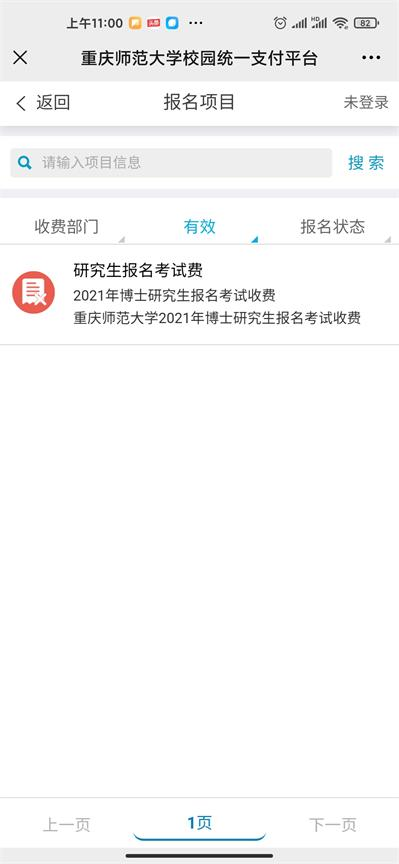 上午11:00
HD
82
重庆师范大学校园统一支付平台
返回
报名项目
未登录
请输入项目信息
搜 索
收费部门
有效
报名状态
研究生报名考试费
2021年博士研究生报名考试收费
重庆师范大学2021年博士研究生报名考试收费
上一页
1页
下一页